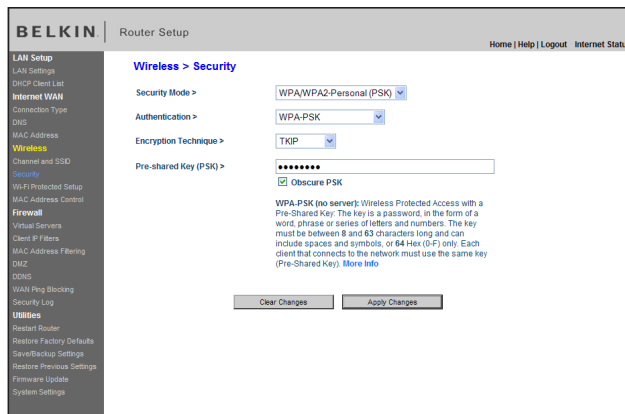 BELKIN
Router Setup
Home | Help | Logout Internet Statu
LAN Setup
LAN Settings
DHCP Client List
Internet WAN
Connection Type
DNS
MAC Address
Wireless
Channel and SSID
Security
Wi-Fi Protected Setup
MAC Address Control
Firewall
Virtual Servers
Client IP Filters
MAC Address Filtering
DMZ
DDNS
WAN Ping Blocking
Security Log
Utilities
Restart Router
Restore Factory Defaults
Save/Backup Settings
Restore Previous Settings
Firmware Update
System Settings
Wireless > Security
Security Mode > WPA/WPA2-Personal (PSK)
Authentication > WPA-PSK
Encryption Technique > TKIP
Pre-shared Key (PSK) > ●●●●●●●●
Obscure PSK
WPA-PSK (no server): Wireless Protected Access with a
Pre-Shared Key: The key is a password, in the form of a
word, phrase or series of letters and numbers. The key
must be between 8 and 63 characters long and can
include spaces and symbols, or 64 Hex (0-F) only. Each
client that connects to the network must use the same key
(Pre-Shared Key). More Info
Clear Changes Apply Changes